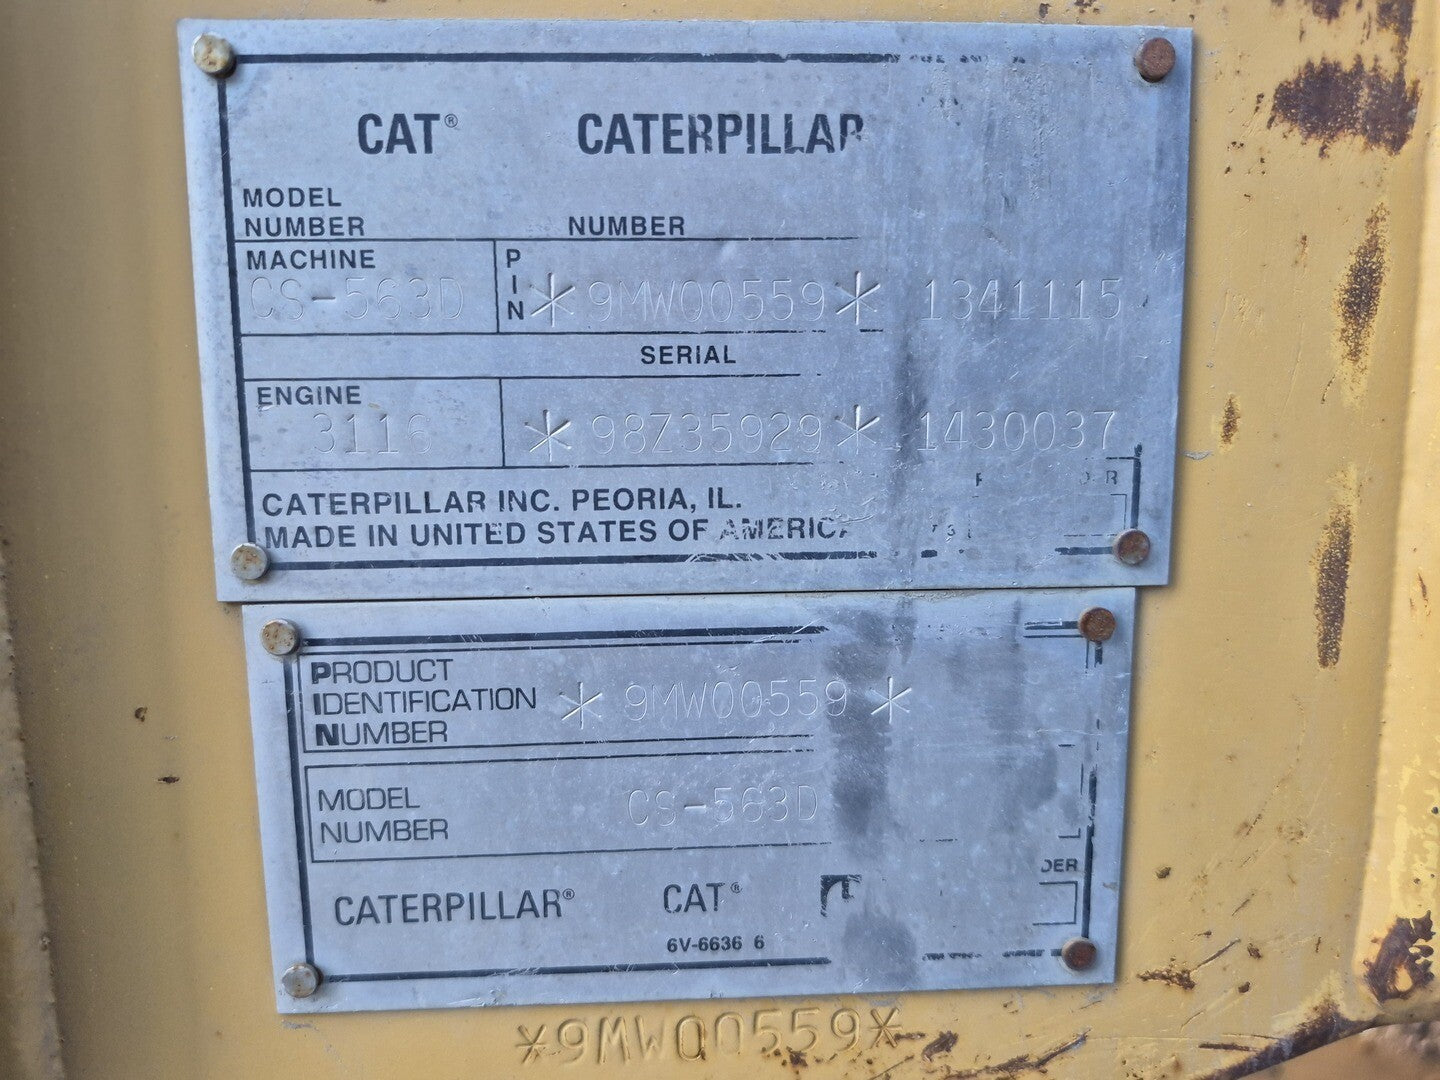 CAT® CATERPILLAR
MODEL
NUMBER NUMBER
MACHINE PIN
CS-563D *9MW00559* 1341115
SERIAL
ENGINE
3116 *98Z35929* 1430037
CATERPILLAR INC. PEORIA, IL.
MADE IN UNITED STATES OF AMERICA
PRODUCT
IDENTIFICATION * 9MW00559 *
NUMBER
MODEL
NUMBER CS-563D
CATERPILLAR® CAT®
6V-6636 6
*9MW00559*